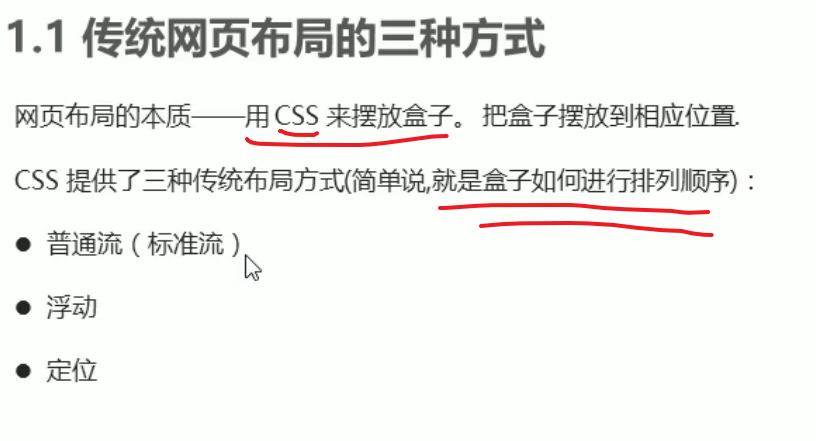 1.1 传统网页布局的三种方式
网页布局的本质——用 CSS 来摆放盒子。 把盒子摆放到相应位置.
CSS 提供了三种传统布局方式(简单说,就是盒子如何进行排列顺序)：
● 普通流（标准流）
● 浮动
● 定位